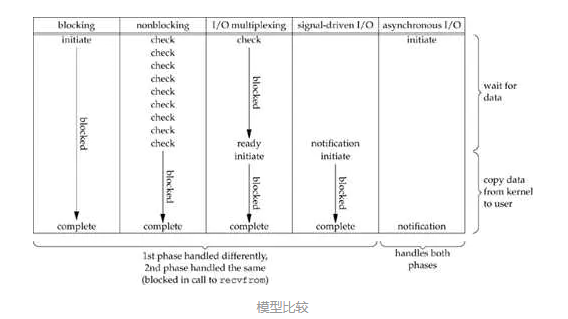 blocking nonblocking I/O multiplexing signal-driven I/O asynchronous I/O
initiate check check initiate
check
check
check
check
check
check
check
check ready notification
initiate initiate
blocked
blocked
blocked
blocked
blocked
complete complete complete complete notification
wait for
data
copy data
from kernel
to user
1st phase handled differently,
2nd phase handled the same
(blocked in call to recvfrom)
handles both
phases
模型比较